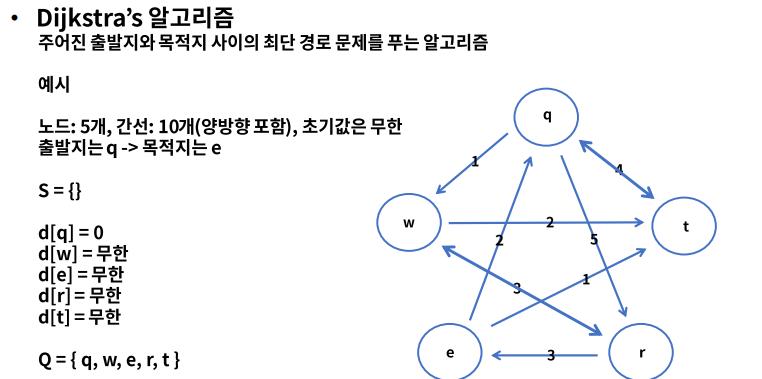 • Dijkstra's 알고리즘
주어진 출발지와 목적지 사이의 최단 경로 문제를 푸는 알고리즘
예시
노드: 5개, 간선: 10개(양방향 포함), 초기값은 무한
출발지는 q -> 목적지는 e
S = {}
d[q] = 0
d[w] = 무한
d[e] = 무한
d[r] = 무한
d[t] = 무한
Q = { q, w, e, r, t }
q
1
4
w
2
t
2
5
3
1
e
3
r